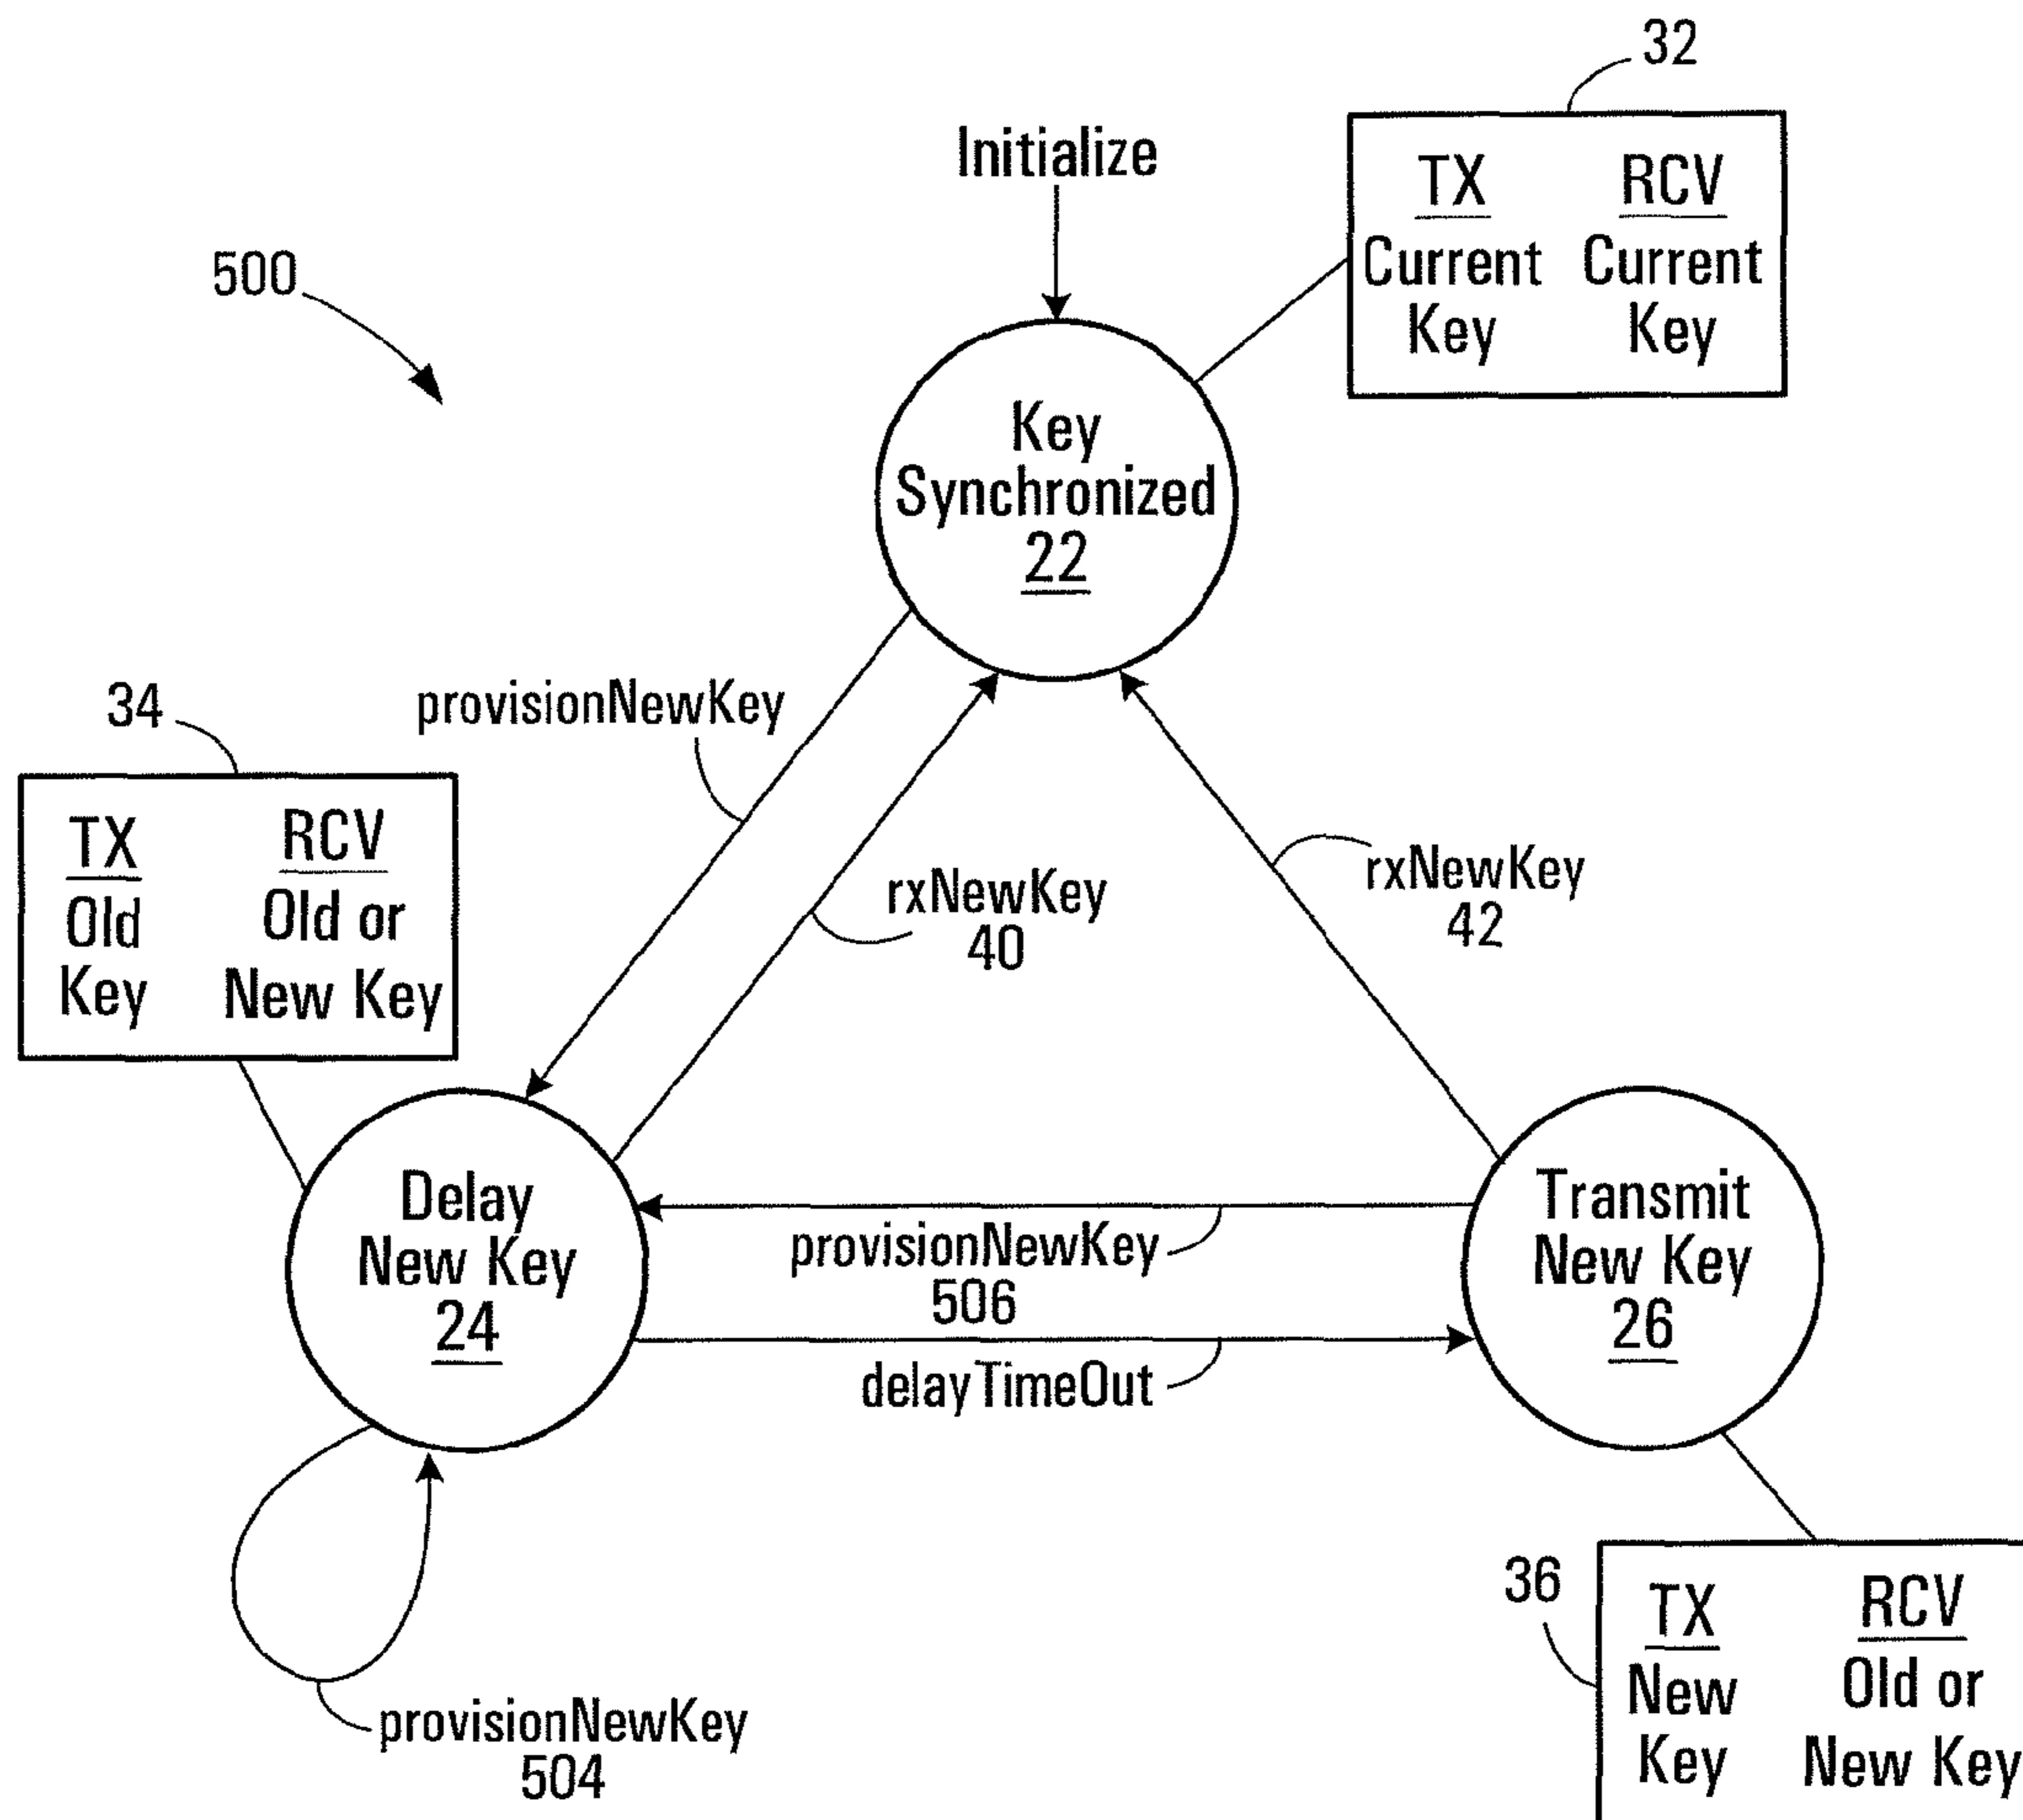 32
Initialize
TX RCV
Current Current
Key Key
500
Key
Synchronized
22
provisionNewKey
34
TX RCV
Old Old or
Key New Key
rxNewKey
40
rxNewKey
42
Delay
New Key
24
provisionNewKey
506
delayTimeOut
Transmit
New Key
26
36
TX RCV
New Old or
Key New Key
provisionNewKey
504